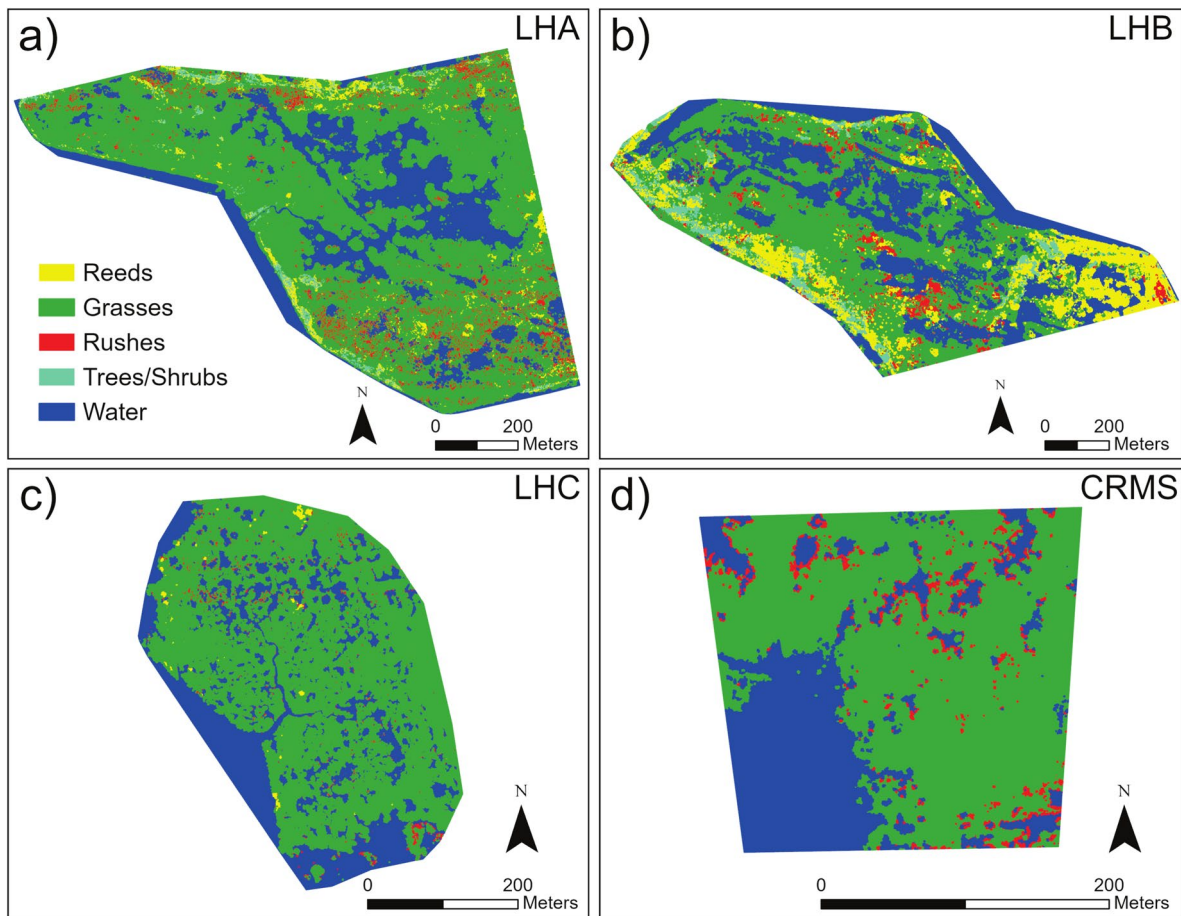 a) LHA
Reeds
Grasses
Rushes
Trees/Shrubs
Water
N
0 200
Meters
b) LHB
N
0 200
Meters
c) LHC
N
0 200
Meters
d) CRMS
N
0 200
Meters